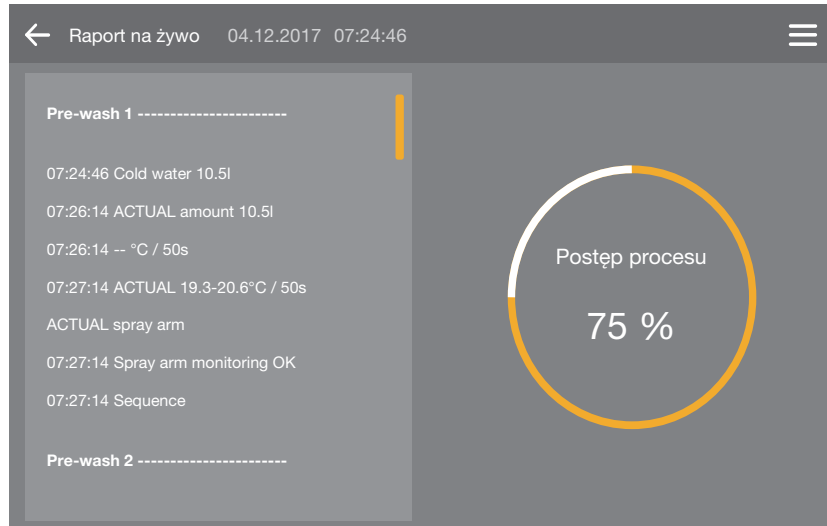 Raport na żywo 04.12.2017 07:24:46
Pre-wash 1 -----------------------
07:24:46 Cold water 10.5l
07:26:14 ACTUAL amount 10.5l
07:26:14 -- °C / 50s
07:27:14 ACTUAL 19.3-20.6°C / 50s
ACTUAL spray arm
07:27:14 Spray arm monitoring OK
07:27:14 Sequence
Pre-wash 2 -----------------------
Postęp procesu
75 %